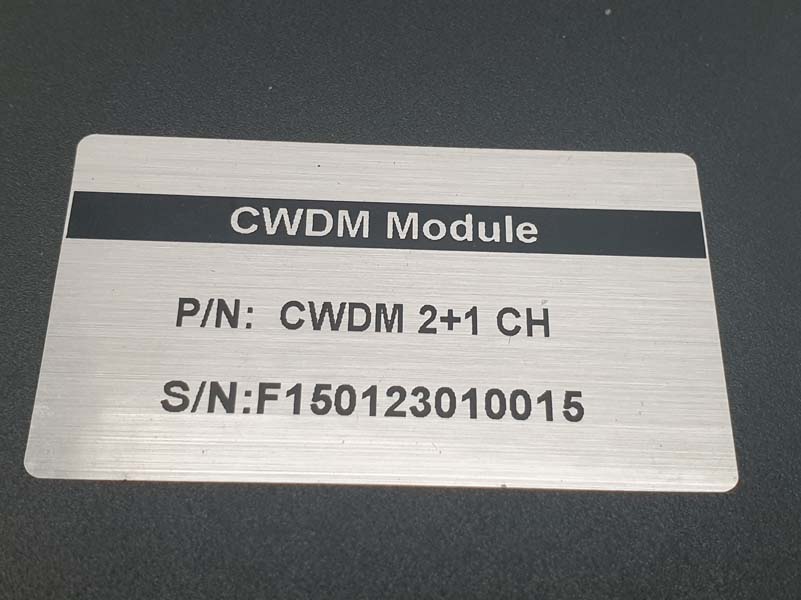 CWDM Module
P/N: CWDM 2+1 CH
S/N:F150123010015